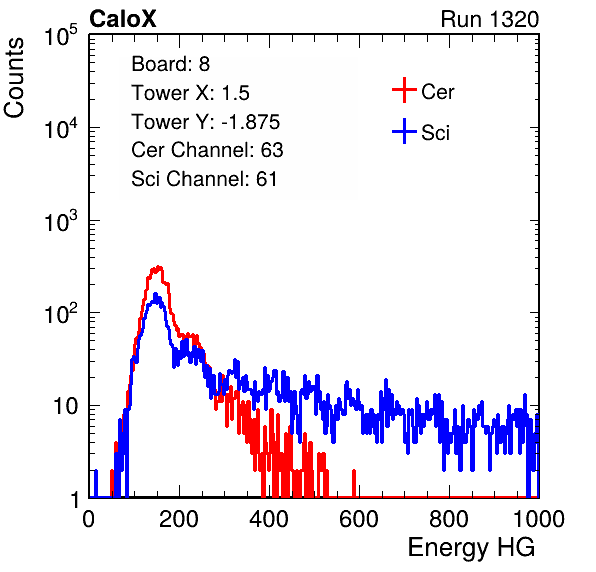 CaloX Run 1320
Counts
10^5
10^4
10^3
10^2
10
1
Board: 8
Tower X: 1.5
Tower Y: -1.875
Cer Channel: 63
Sci Channel: 61
Cer
Sci
0 200 400 600 800 1000
Energy HG